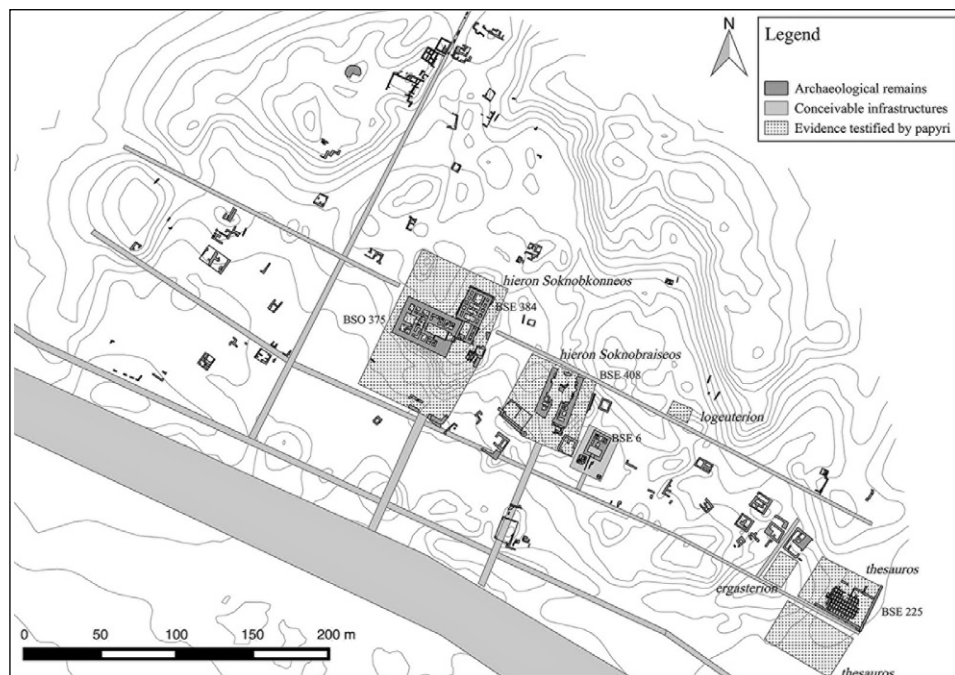 N
Legend
Archaeological remains
Conceivable infrastructures
Evidence testified by papyri
hieron Soknobkonneos
BSO 375
BSE 384
hieron Soknobraiseos
BSE 408
logeuterion
BSE 6
thesauros
ergasterion
BSE 225
0 50 100 150 200 m
thesauros